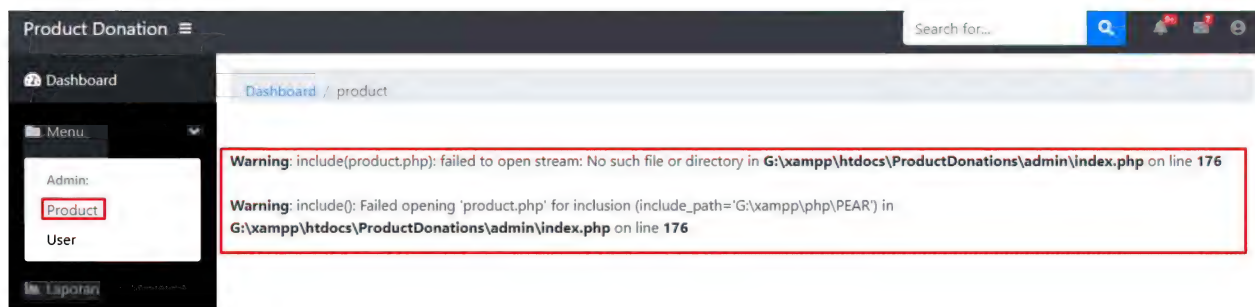 Product Donation
Search for...
9+
7
Dashboard
Dashboard / product
Menu
Warning: include(product.php): failed to open stream: No such file or directory in G:\xampp\htdocs\ProductDonations\admin\index.php on line 176
Admin:
Product
Warning: include(): Failed opening 'product.php' for inclusion (include_path='G:\xampp\php\PEAR') in
G:\xampp\htdocs\ProductDonations\admin\index.php on line 176
User
Laporan